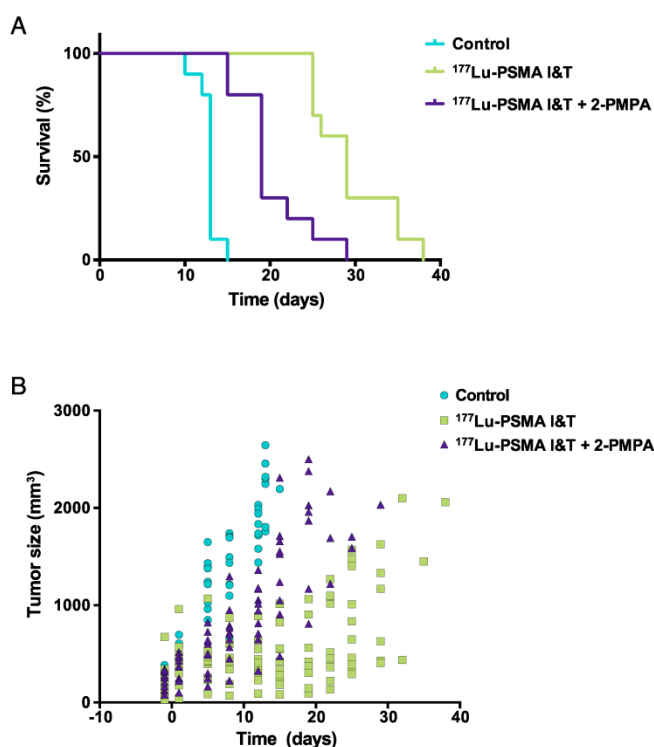 A
100
50
0
Survival (%)
0 10 20 30 40
Time (days)
Control
¹⁷⁷Lu-PSMA I&T
¹⁷⁷Lu-PSMA I&T + 2-PMPA
B
3000
2000
1000
0
Tumor size (mm³)
-10 0 10 20 30 40
Time (days)
Control
¹⁷⁷Lu-PSMA I&T
¹⁷⁷Lu-PSMA I&T + 2-PMPA